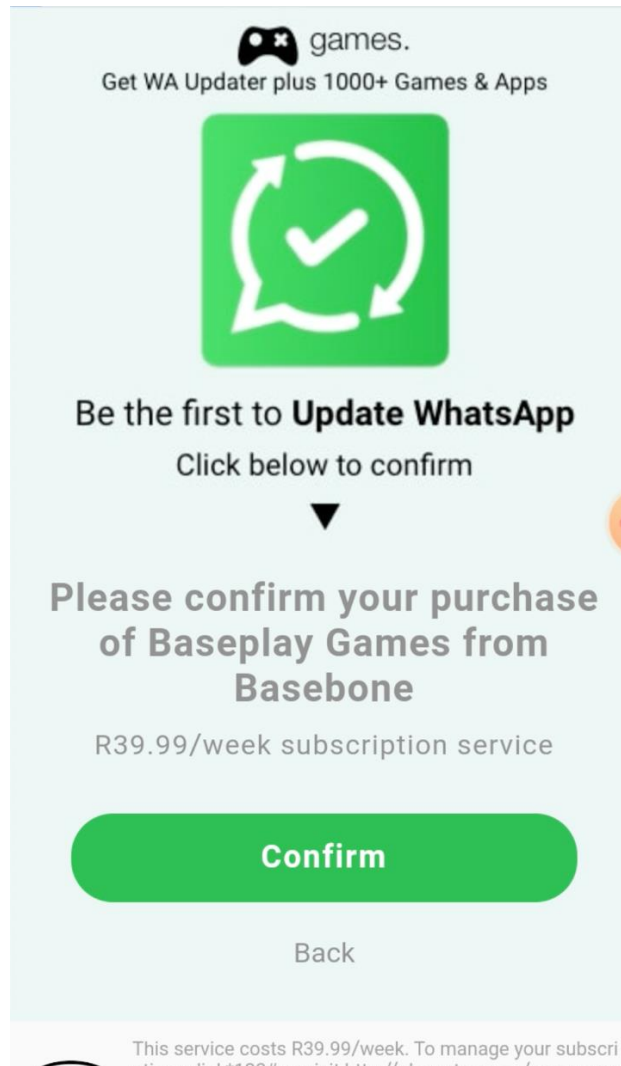 games.
Get WA Updater plus 1000+ Games & Apps
Be the first to Update WhatsApp
Click below to confirm
Please confirm your purchase
of Baseplay Games from
Basebone
R39.99/week subscription service
Confirm
Back
This service costs R39.99/week. To manage your subscri